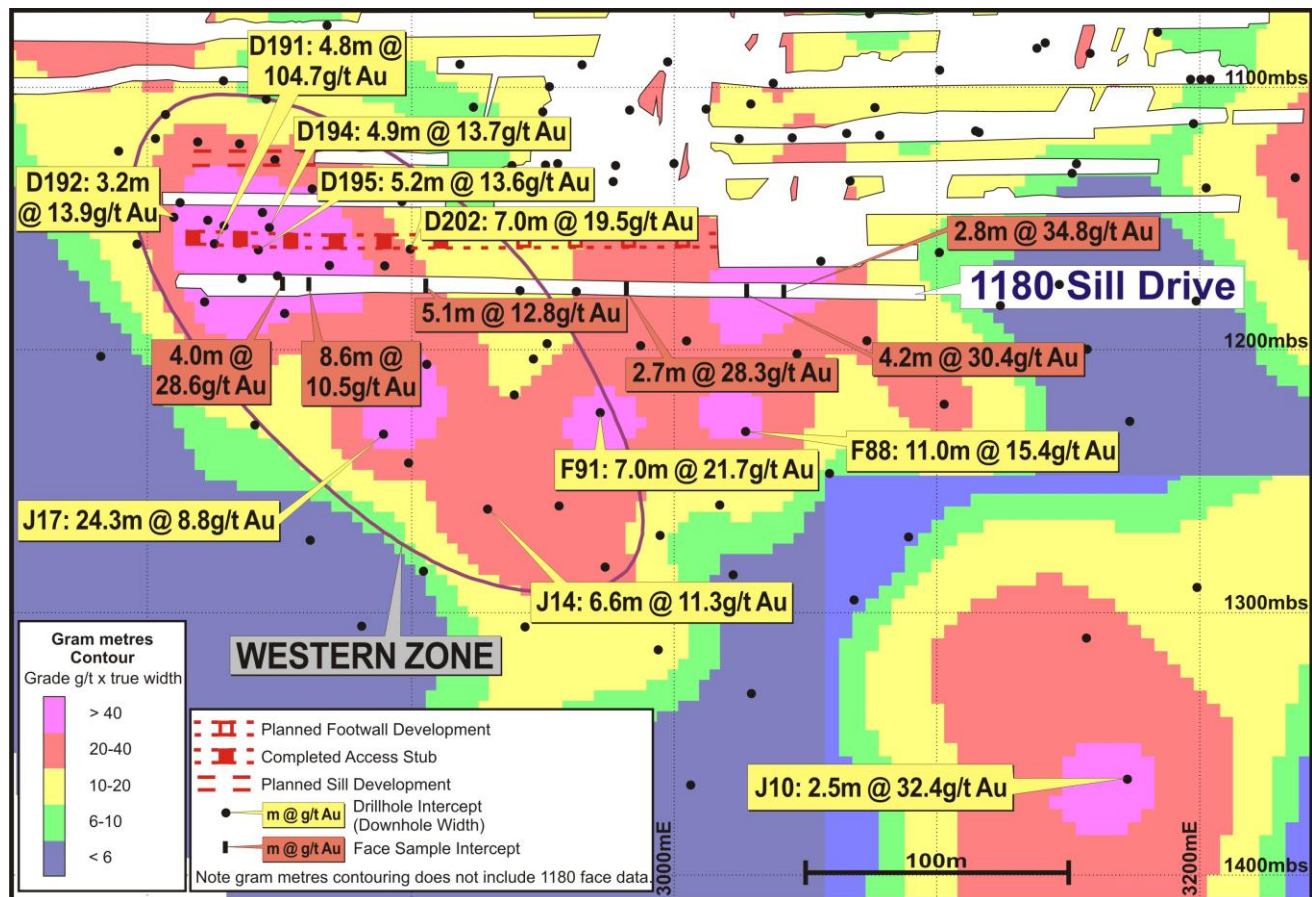 D191: 4.8m @
104.7g/t Au
1100mbs
D194: 4.9m @ 13.7g/t Au
D192: 3.2m
@ 13.9g/t Au
D195: 5.2m @ 13.6g/t Au
D202: 7.0m @ 19.5g/t Au
2.8m @ 34.8g/t Au
1180 Sill Drive
5.1m @ 12.8g/t Au
1200mbs
4.0m @
28.6g/t Au
8.6m @
10.5g/t Au
2.7m @ 28.3g/t Au
4.2m @ 30.4g/t Au
F91: 7.0m @ 21.7g/t Au
F88: 11.0m @ 15.4g/t Au
J17: 24.3m @ 8.8g/t Au
J14: 6.6m @ 11.3g/t Au
1300mbs
WESTERN ZONE
Gram metres
Contour
Grade g/t x true width
> 40
20-40
10-20
6-10
< 6
Planned Footwall Development
Completed Access Stub
Planned Sill Development
m @ g/t Au
Drillhole Intercept
(Downhole Width)
m @ g/t Au
Face Sample Intercept
Note gram metres contouring does not include 1180 face data.
J10: 2.5m @ 32.4g/t Au
3000mE
100m
3200mE
1400mbs